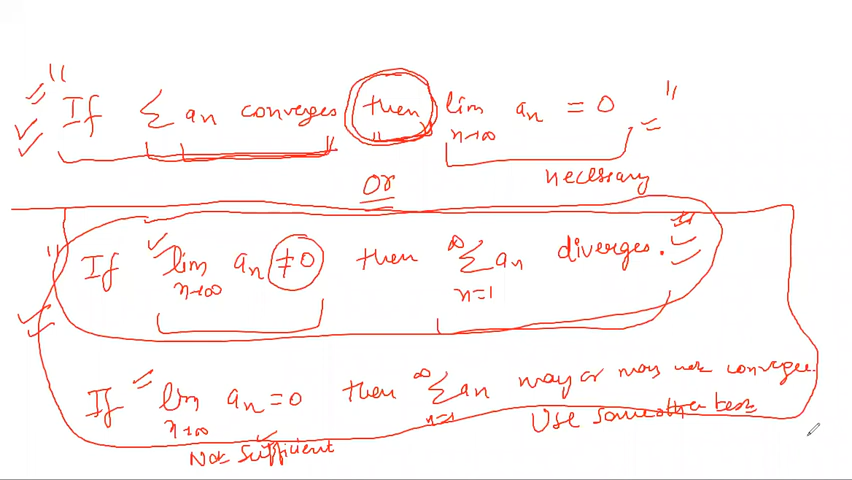 "If ∑ an converges then lim n→∞ an = 0"
necessary
Or
"If lim n→∞ an ≠ 0 then ∞ ∑ n=1 an diverges."
If lim n→∞ an = 0 then ∞ ∑ n=1 an may or may not converge.
Not Sufficient
Use some other test